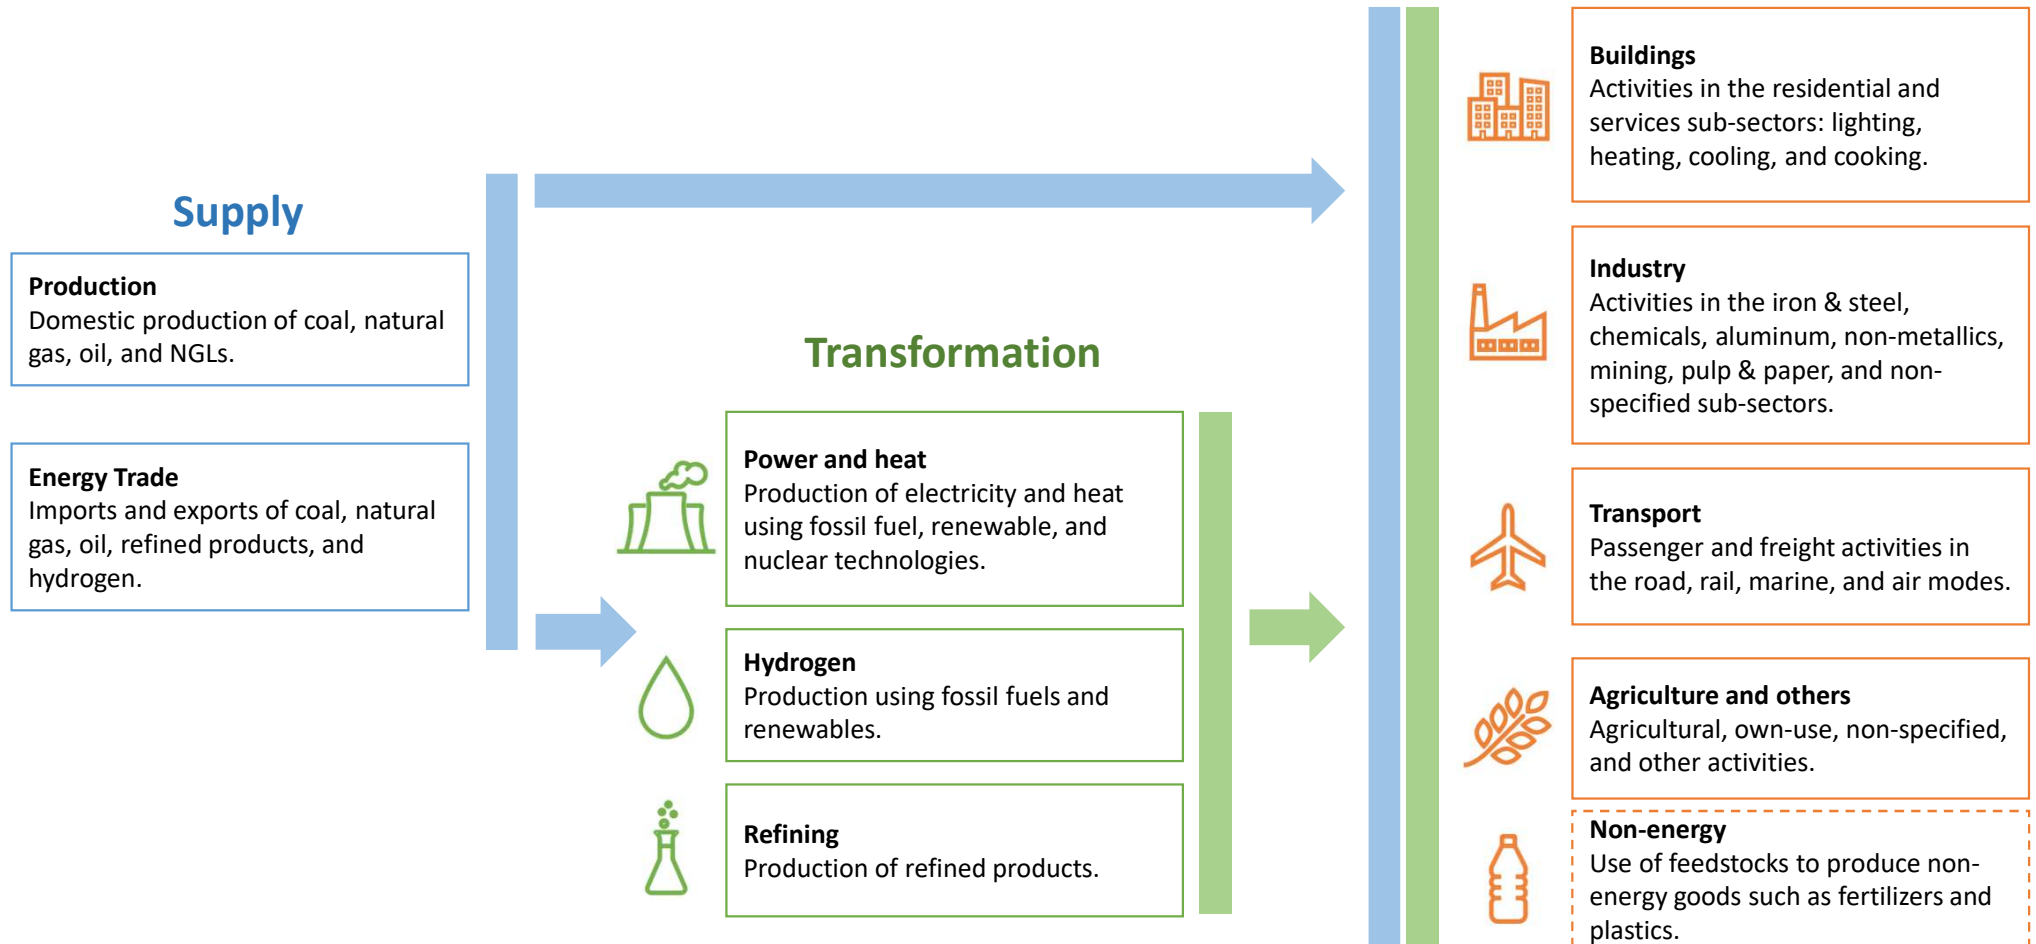 Supply
Production
Domestic production of coal, natural
gas, oil, and NGLs.
Energy Trade
Imports and exports of coal, natural
gas, oil, refined products, and
hydrogen.
Transformation
Power and heat
Production of electricity and heat
using fossil fuel, renewable, and
nuclear technologies.
Hydrogen
Production using fossil fuels and
renewables.
Refining
Production of refined products.
Buildings
Activities in the residential and
services sub-sectors: lighting,
heating, cooling, and cooking.
Industry
Activities in the iron & steel,
chemicals, aluminum, non-metallics,
mining, pulp & paper, and non-
specified sub-sectors.
Transport
Passenger and freight activities in
the road, rail, marine, and air modes.
Agriculture and others
Agricultural, own-use, non-specified,
and other activities.
Non-energy
Use of feedstocks to produce non-
energy goods such as fertilizers and
plastics.